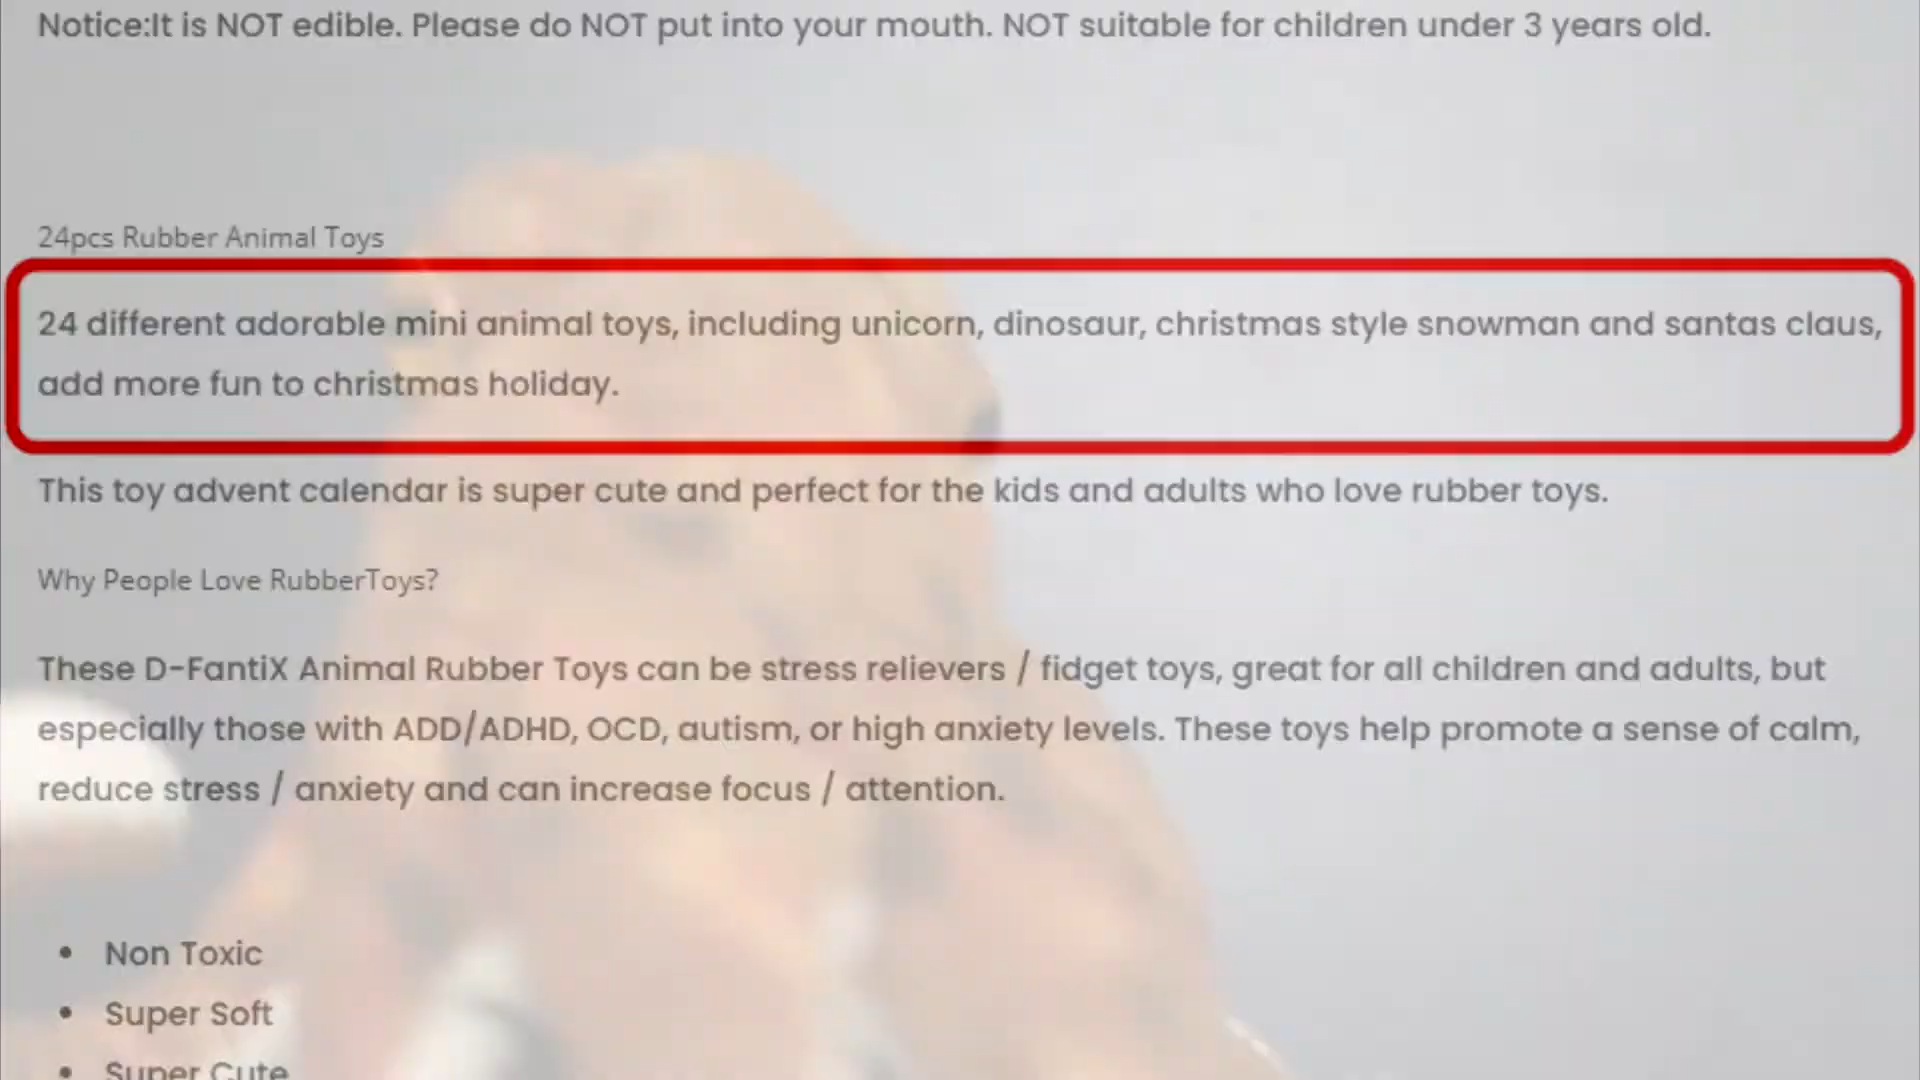 Notice:It is NOT edible. Please do NOT put into your mouth. NOT suitable for children under 3 years old.
24pcs Rubber Animal Toys
24 different adorable mini animal toys, including unicorn, dinosaur, christmas style snowman and santas claus,
add more fun to christmas holiday.
This toy advent calendar is super cute and perfect for the kids and adults who love rubber toys.
Why People Love RubberToys?
These D-FantiX Animal Rubber Toys can be stress relievers / fidget toys, great for all children and adults, but
especially those with ADD/ADHD, OCD, autism, or high anxiety levels. These toys help promote a sense of calm,
reduce stress / anxiety and can increase focus / attention.
• Non Toxic
• Super Soft
• Super Cute